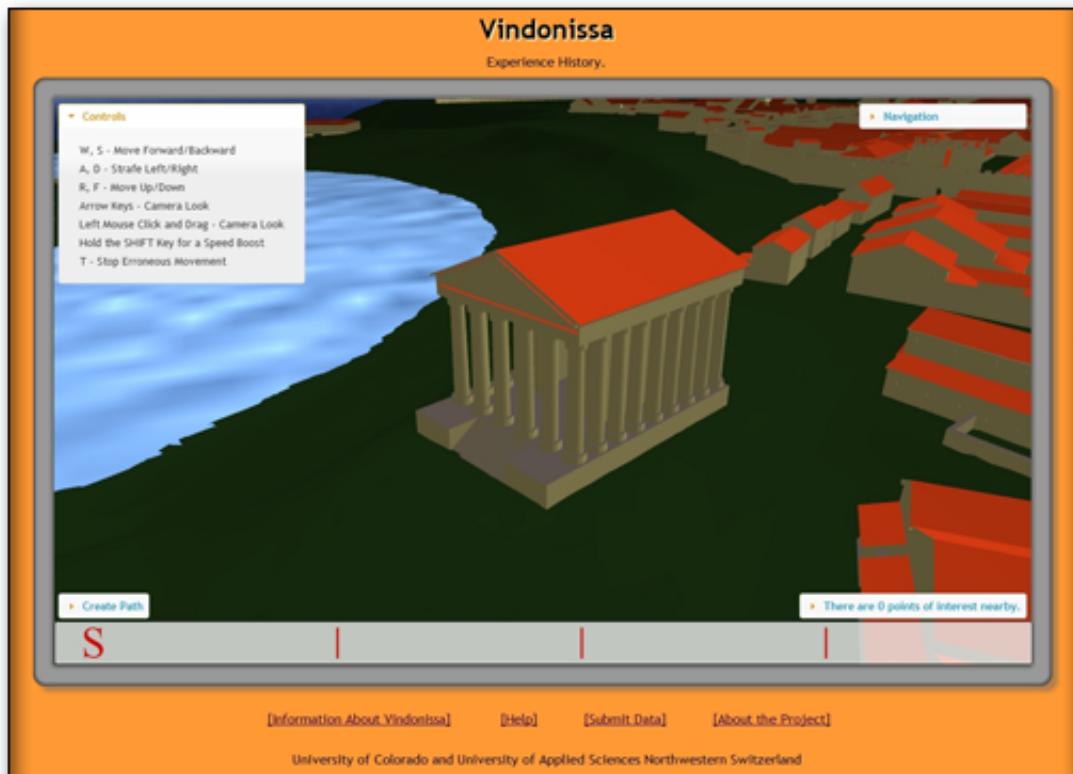 Vindonissa
Experience History.
Controls
Navigation
W, S - Move Forward/Backward
A, D - Strafe Left/Right
R, F - Move Up/Down
Arrow Keys - Camera Look
Left Mouse Click and Drag - Camera Look
Hold the SHIFT Key for a Speed Boost
T - Stop Erroneous Movement
Create Path
There are 0 points of interest nearby.
S | | |
[Information About Vindonissa] [Help] [Submit Data] [About the Project]
University of Colorado and University of Applied Sciences Northwestern Switzerland